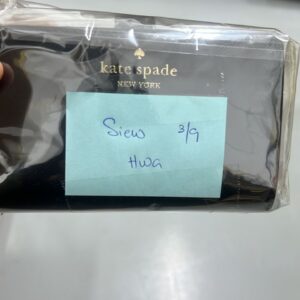 kate spade
NEW YORK
Siew 3/9
Hwa